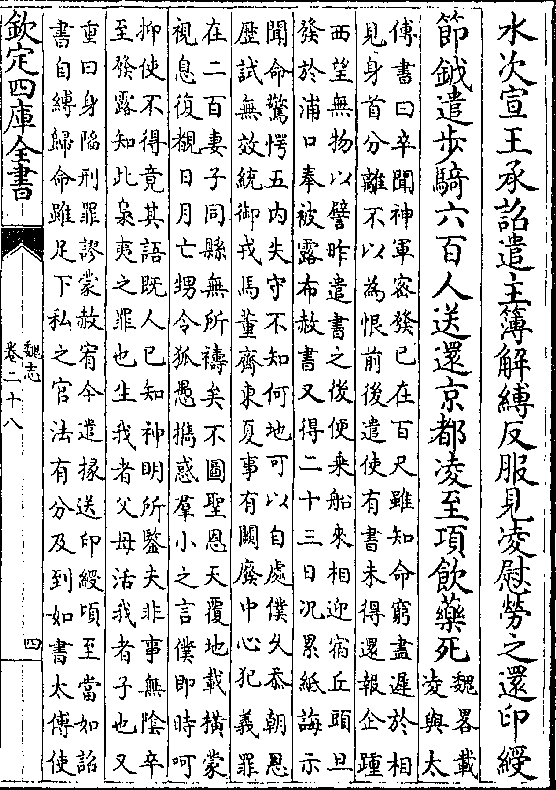 水次宣王承詔遣主簿解縛反服見凌慰勞之還印綬
節鉞遣步騎六百人送還京都凌至項飲藥死
魏畧載
凌與太
傅書曰卒聞神軍密發已在百尺雖知命窮盡遲於相
見身首分離不以為恨前後遣使有書未得還報企踵
西望無物以譬昨遣書之後便乗船來相迎宿丘頭旦
發於浦口奉被露布赦書又得二十三日况累紙誨示
聞命驚愕五内失守不知何地可以自處僕乆忝朝恩
歴試無效統御戎馬董齊東夏事有闕廢中心犯義罪
在二百妻子同縣無所禱矣不圖聖恩天覆地載橫蒙
視息復覩日月亡甥令狐愚擕惑羣小之言僕即時呵
抑使不得竟其語既人已知神明所鑒夫非事無陰卒
至發露知此梟夷之罪也生我者父母活我者子也又
重曰身陷刑罪謬蒙赦宥今遣掾送印綬頃至當如詔
書自縛歸命雖足下私之官法有分及到如書太傅使
欽定四庫全書
魏志
卷二十八
四